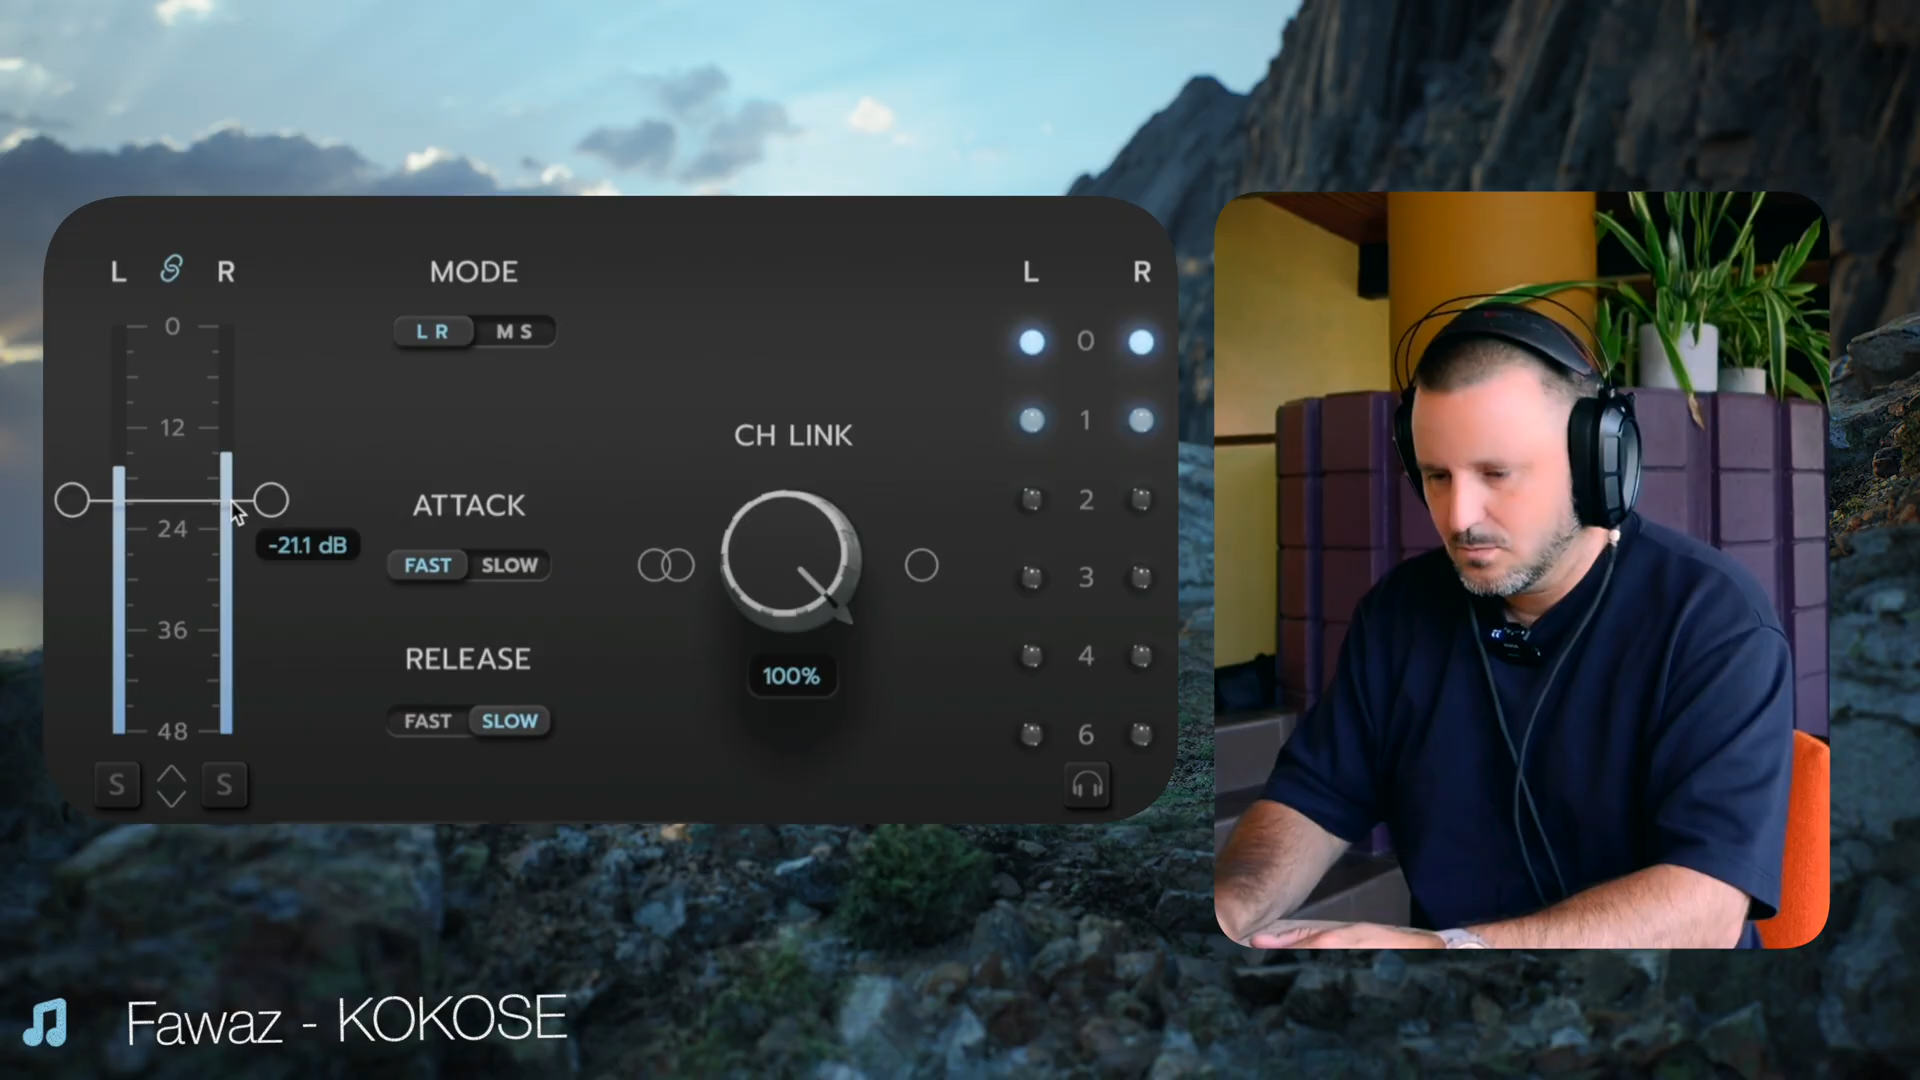 L R
0
12
24
36
48
S S
-21.1 dB
MODE
L R M S
ATTACK
FAST SLOW
RELEASE
FAST SLOW
CH LINK
100%
L R
0
1
2
3
4
6
Fawaz - KOKOSE